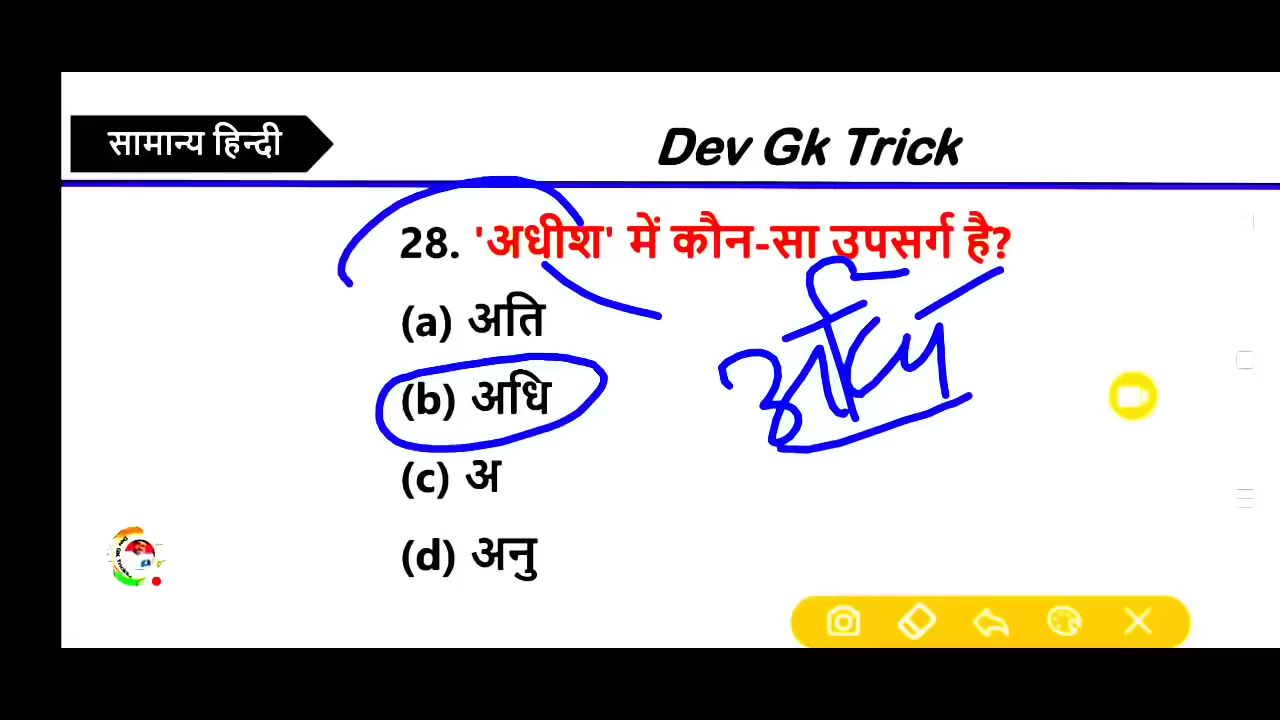 सामान्य हिन्दी
Dev Gk Trick
28. 'अधीश' में कौन-सा उपसर्ग है?
(a) अति
(b) अधि
अधि
(c) अ
(d) अनु